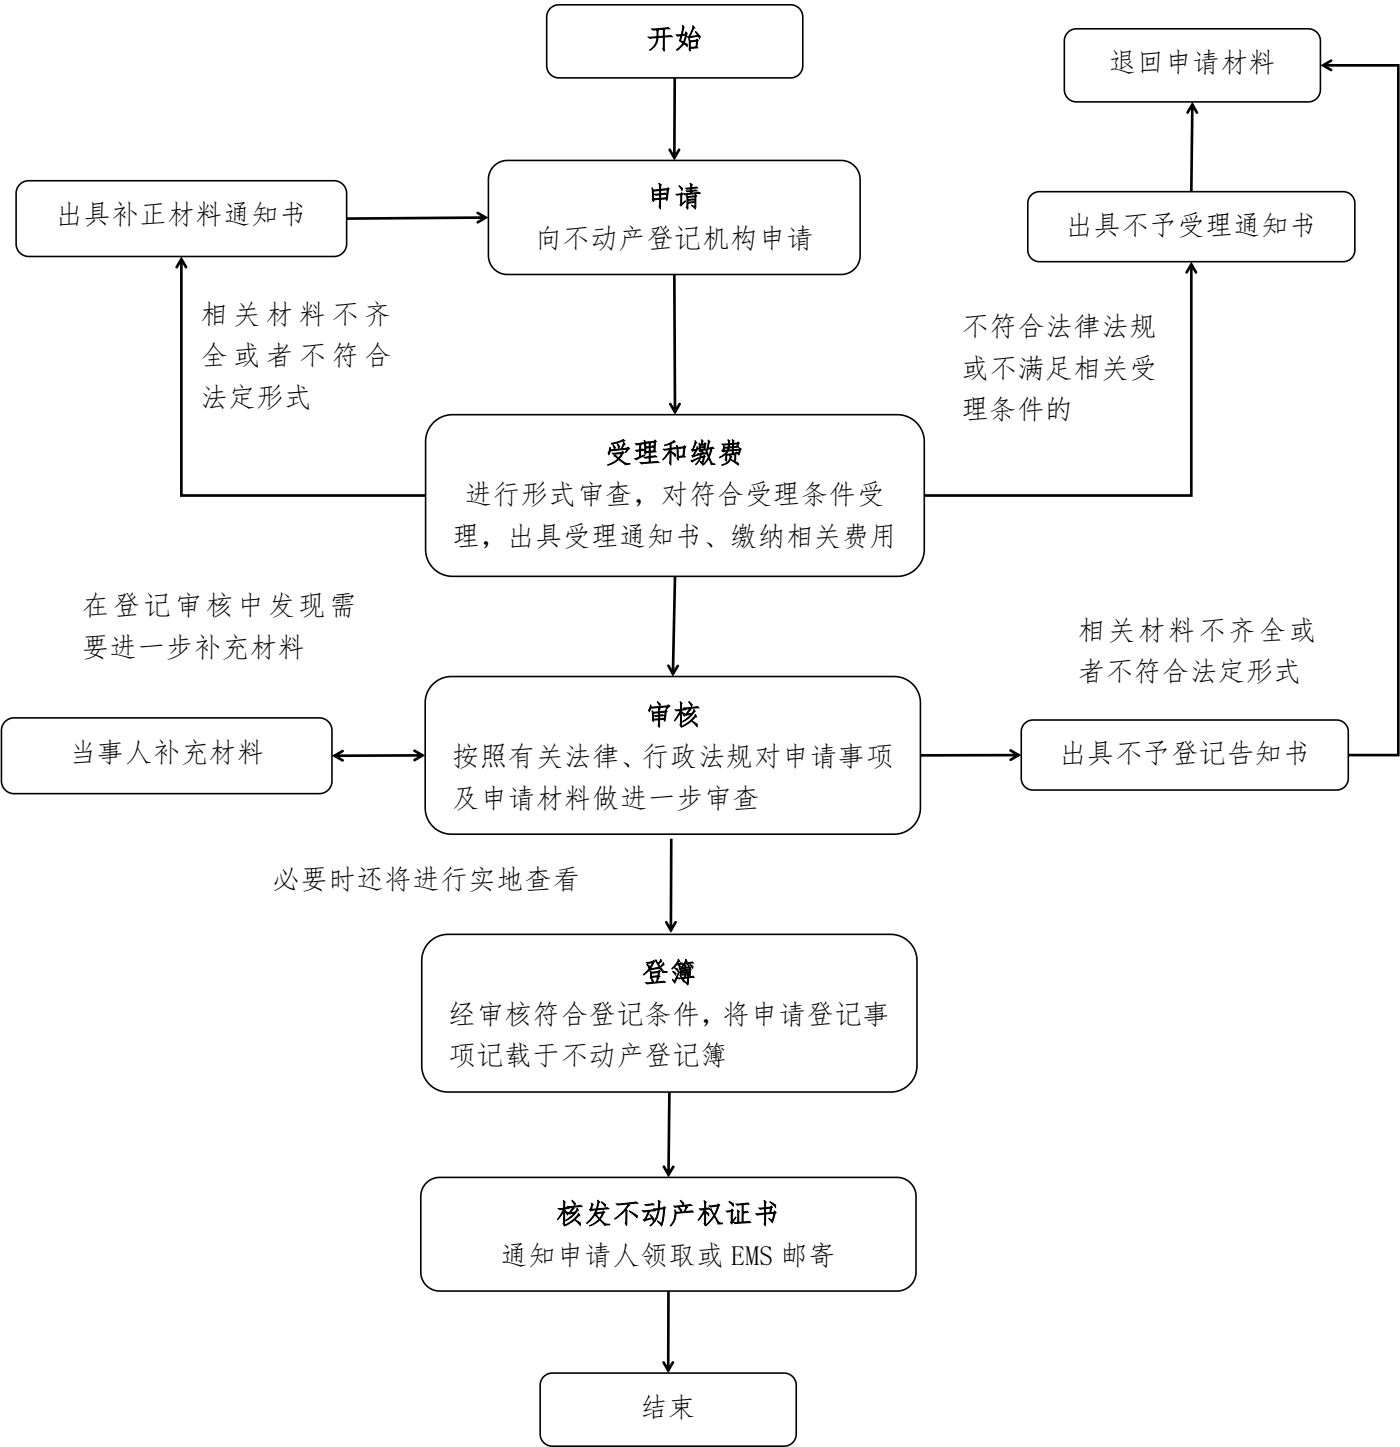 开始
退回申请材料
申请
向不动产登记机构申请
出具补正材料通知书
出具不予受理通知书
相关材料不齐
全或者不符合
法定形式
不符合法律法规
或不满足相关受
理条件的
受理和缴费
进行形式审查，对符合受理条件受
理，出具受理通知书、缴纳相关费用
在登记审核中发现需
要进一步补充材料
相关材料不齐全或
者不符合法定形式
审核
按照有关法律、行政法规对申请事项
及申请材料做进一步审查
当事人补充材料
出具不予登记告知书
必要时还将进行实地查看
登簿
经审核符合登记条件，将申请登记事
项记载于不动产登记簿
核发不动产权证书
通知申请人领取或 EMS 邮寄
结束